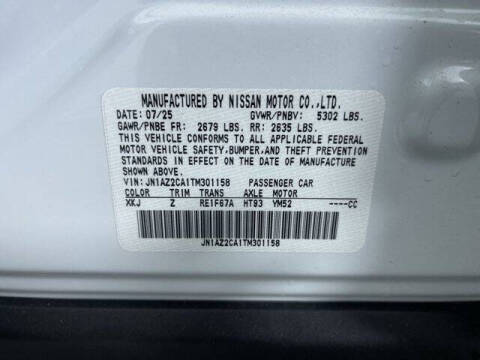 MANUFACTURED BY NISSAN MOTOR CO.,LTD.
DATE: 07/25 GVWR/PNBV: 5302 LBS.
GAWR/PNBE FR: 2679 LBS. RR: 2635 LBS.
THIS VEHICLE CONFORMS TO ALL APPLICABLE FEDERAL
MOTOR VEHICLE SAFETY,BUMPER,AND THEFT PREVENTION
STANDARDS IN EFFECT ON THE DATE OF MANUFACTURE
SHOWN ABOVE.
VIN: JN1AZ2CA1TM301158 PASSENGER CAR
COLOR TRIM TRANS AXLE MOTOR
XKJ Z RE1F67A HT93 YM52 ----CC
JN1AZ2CA1TM301158